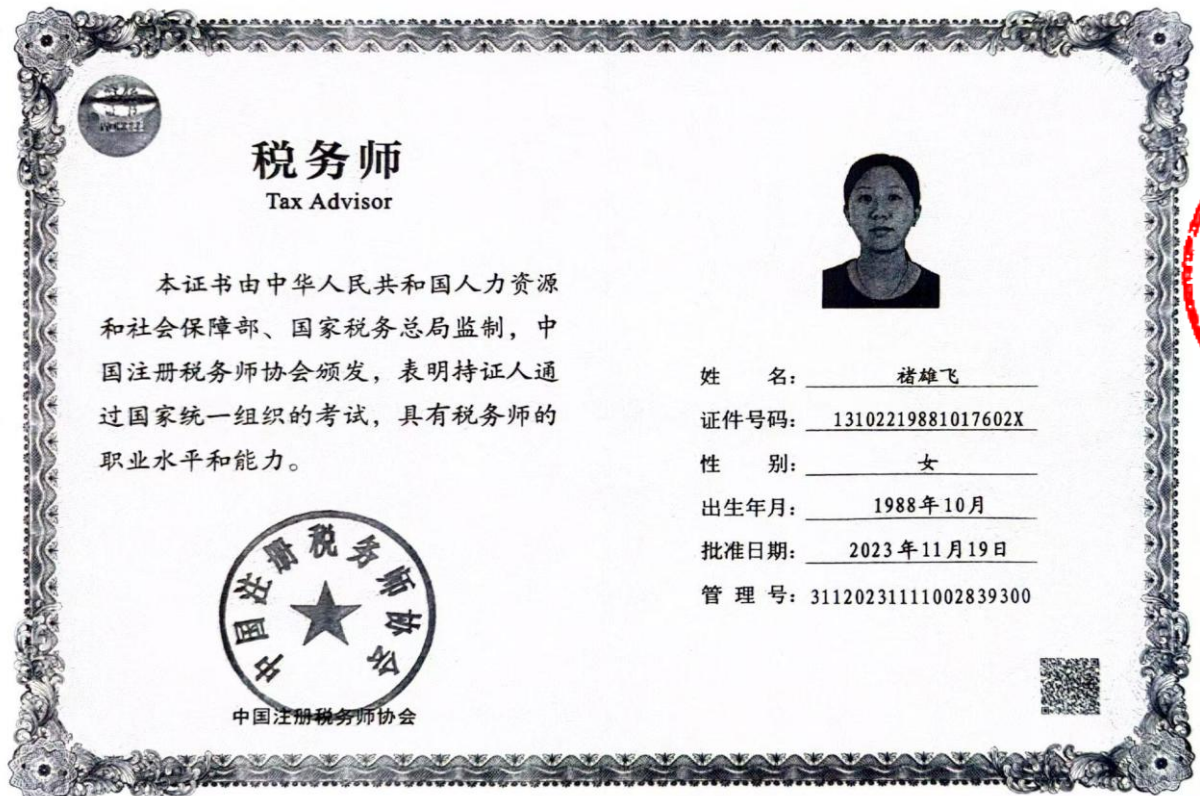 税务师
Tax Advisor
本证书由中华人民共和国人力资源
和社会保障部、国家税务总局监制，中
国注册税务师协会颁发，表明持证人通
过国家统一组织的考试，具有税务师的
职业水平和能力。
中国注册税务师协会
中国注册税务师协会
姓 名：褚雄飞
证件号码：13102219881017602X
性 别：女
出生年月：1988年10月
批准日期：2023年11月19日
管 理 号：31120231111002839300